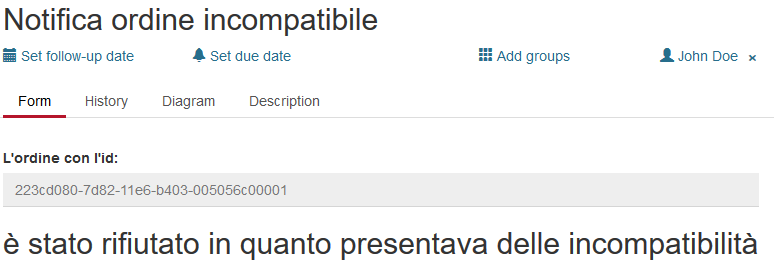 Notifica ordine incompatibile
Set follow-up date Set due date Add groups John Doe ×
Form History Diagram Description
L'ordine con l'id:
223cd080-7d82-11e6-b403-005056c00001
è stato rifiutato in quanto presentava delle incompatibilità